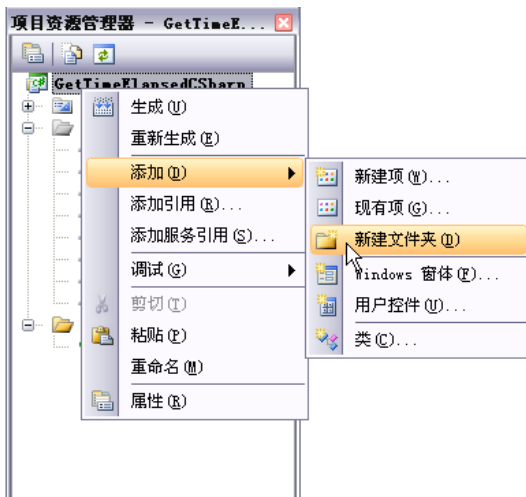 项目资源管理器 - GetTimeE...
GetTimeElapsedCSharp
生成(U)
重新生成(E)
添加(D)
添加引用(R)...
添加服务引用(S)...
调试(G)
剪切(T)
粘贴(P)
重命名(M)
属性(R)
新建项(W)...
现有项(G)...
新建文件夹(D)
Windows 窗体(F)...
用户控件(U)...
类(C)...